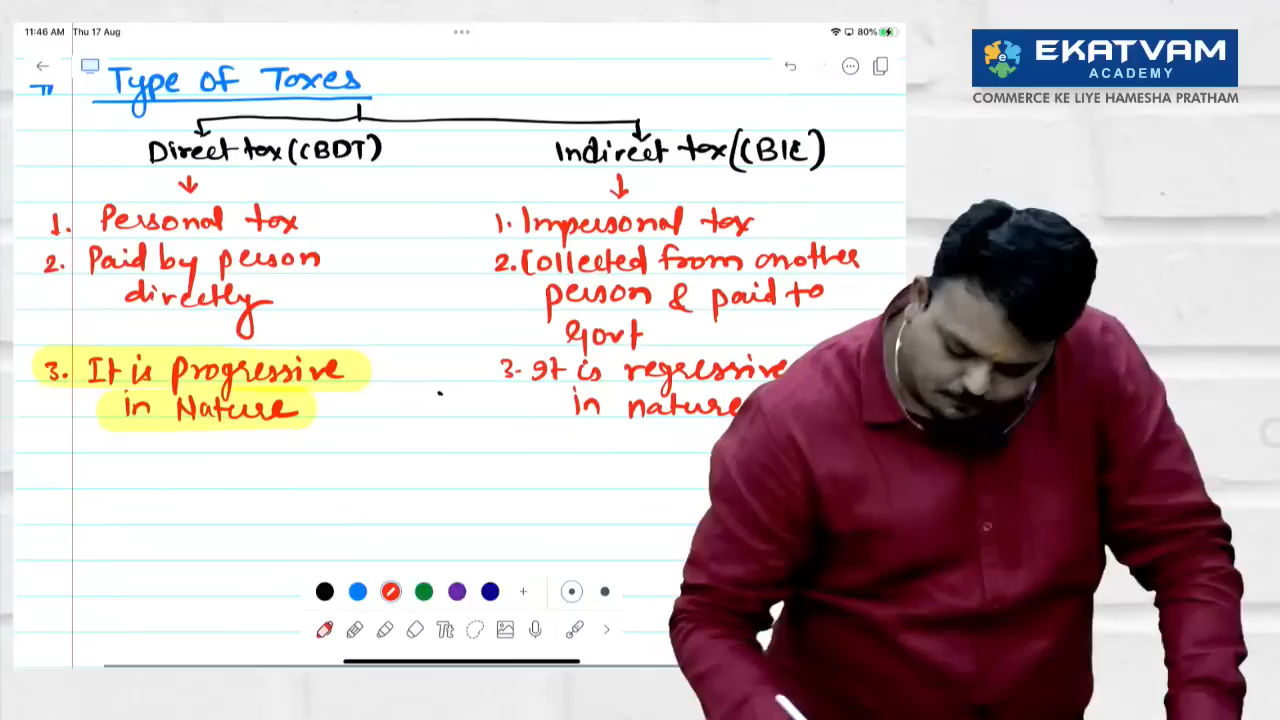 11:46 AM Thu 17 Aug
80%
EKATVAM
ACADEMY
COMMERCE KE LIYE HAMESHA PRATHAM
Type of Taxes
Direct tax (CBDT)
1. Personal tax
2. Paid by person
directly
3. It is Progressive
in Nature
Indirect tax (CBIC)
1. Impersonal tax
2. Collected from another
person & paid to
Govt
3. It is regressive
in nature
Tt